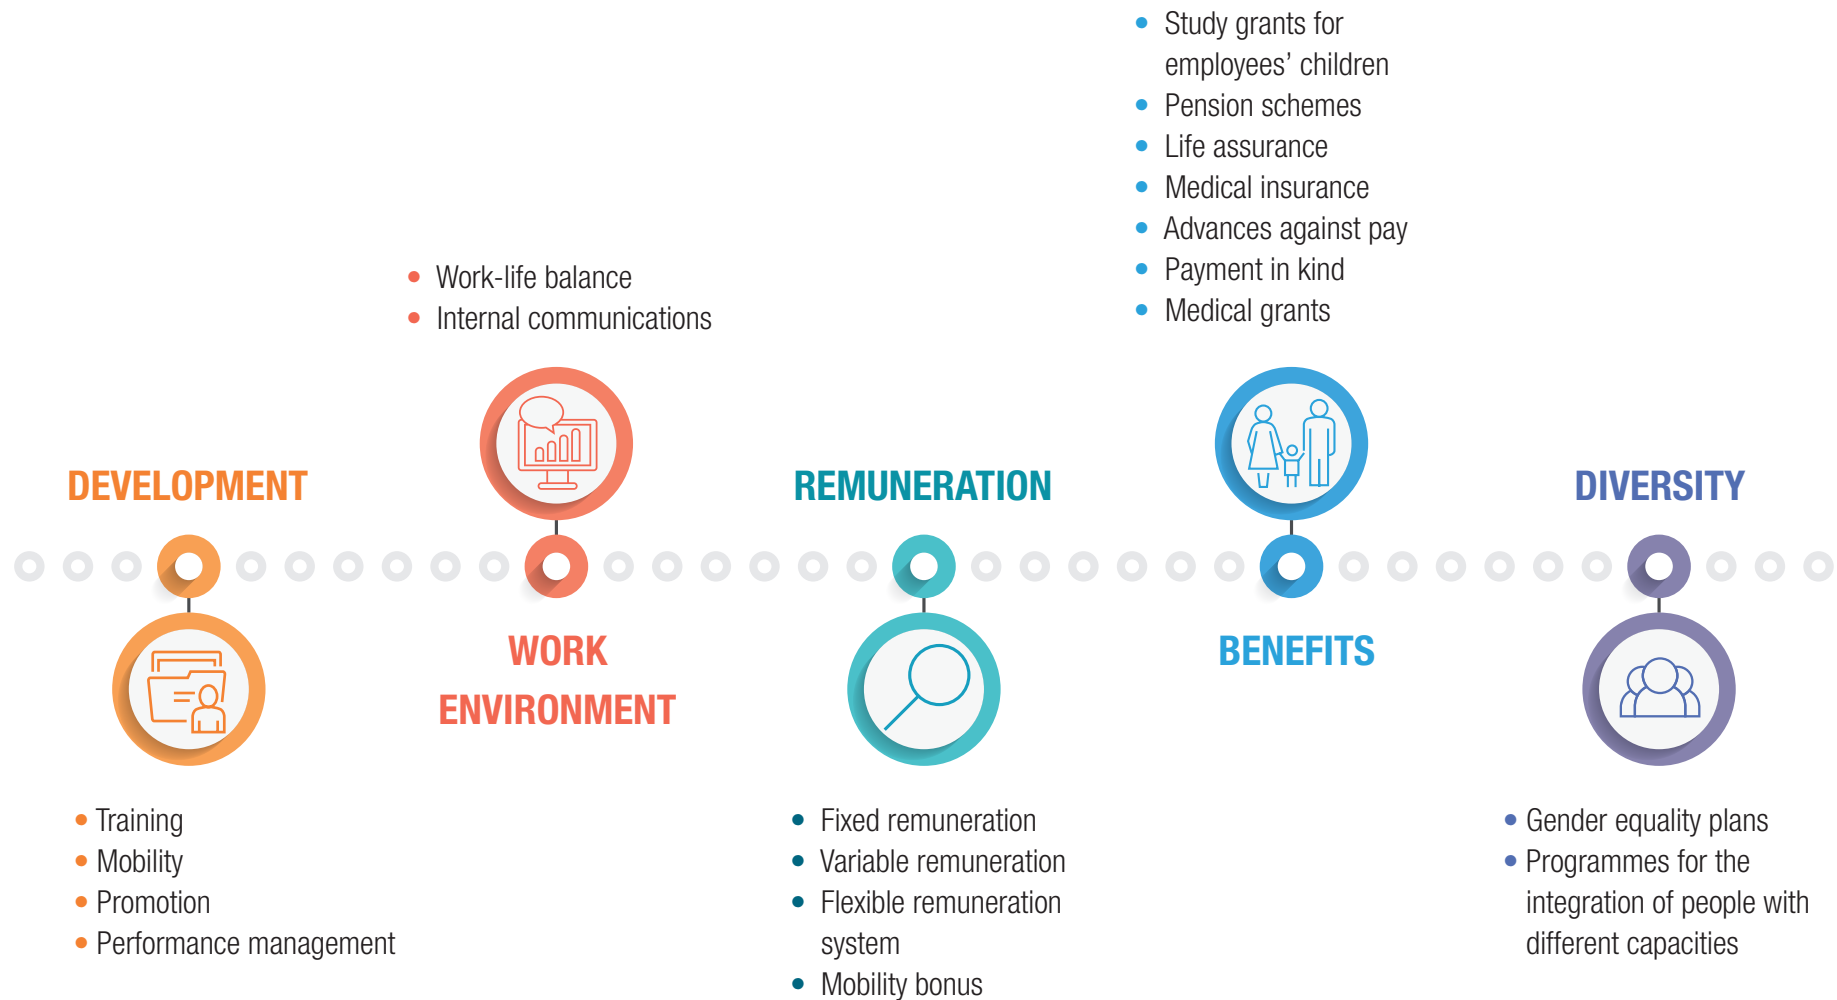 DEVELOPMENT
• Training
• Mobility
• Promotion
• Performance management
• Work-life balance
• Internal communications
WORK
ENVIRONMENT
REMUNERATION
• Fixed remuneration
• Variable remuneration
• Flexible remuneration
system
• Mobility bonus
• Study grants for
employees’ children
• Pension schemes
• Life assurance
• Medical insurance
• Advances against pay
• Payment in kind
• Medical grants
BENEFITS
DIVERSITY
• Gender equality plans
• Programmes for the
integration of people with
different capacities